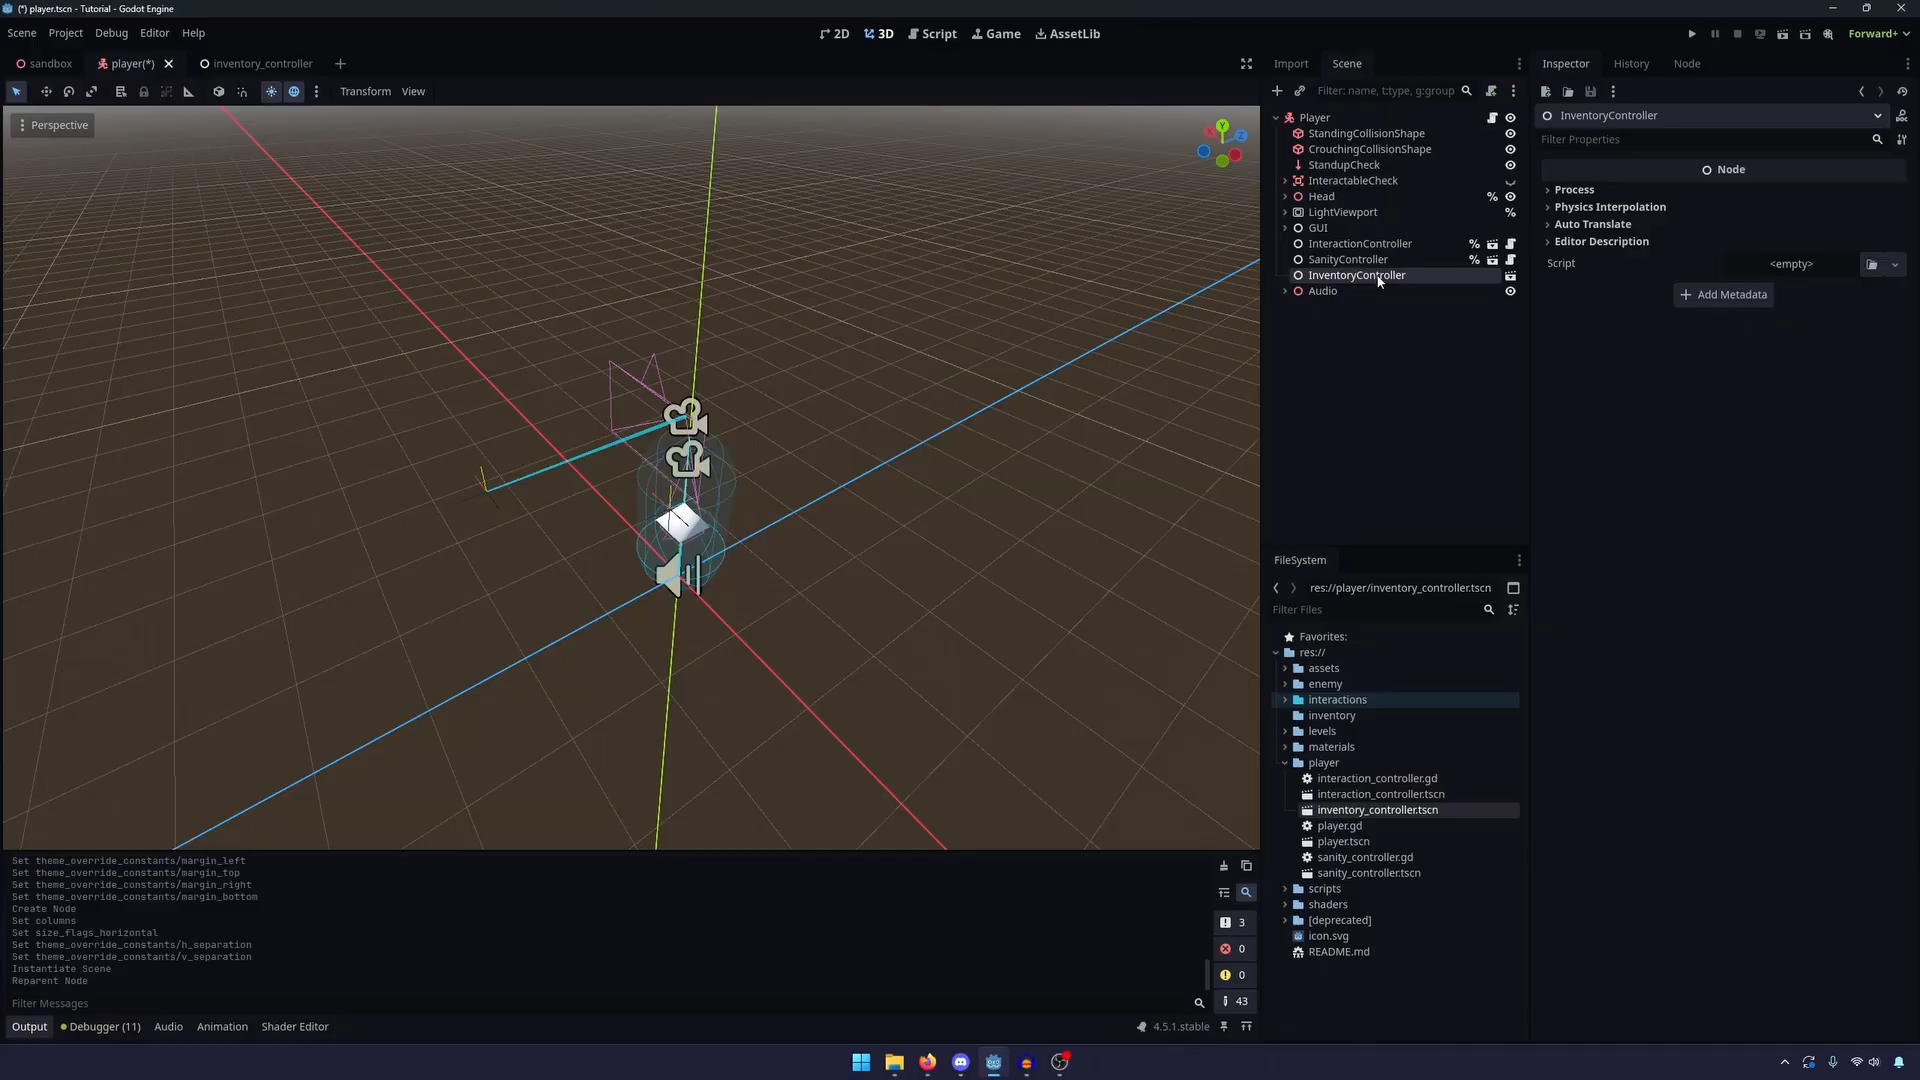 (*) player.tscn - Tutorial - Godot Engine
Scene Project Debug Editor Help
2D 3D Script Game AssetLib
Forward+
sandbox player(*) inventory_controller
Transform View
Perspective
Y
Z
X
Import Scene
Filter: name, t:type, g:group
Player
StandingCollisionShape
CrouchingCollisionShape
StandupCheck
InteractableCheck
Head %
LightViewport %
GUI
InteractionController %
SanityController %
InventoryController
Audio
Inspector History Node
InventoryController
DOC
Filter Properties
Node
Process
Physics Interpolation
Auto Translate
Editor Description
Script <empty>
Add Metadata
FileSystem
res://player/inventory_controller.tscn
Filter Files
Favorites:
res://
assets
enemy
interactions
inventory
levels
materials
player
interaction_controller.gd
interaction_controller.tscn
inventory_controller.tscn
player.gd
player.tscn
sanity_controller.gd
sanity_controller.tscn
scripts
shaders
[deprecated]
icon.svg
README.md
Set theme_override_constants/margin_left
Set theme_override_constants/margin_top
Set theme_override_constants/margin_right
Set theme_override_constants/margin_bottom
Create Node
Set columns
Set size_flags_horizontal
Set theme_override_constants/h_separation
Set theme_override_constants/v_separation
Instantiate Scene
Reparent Node
3
0
0
43
Filter Messages
Output Debugger (11) Audio Animation Shader Editor
4.5.1.stable